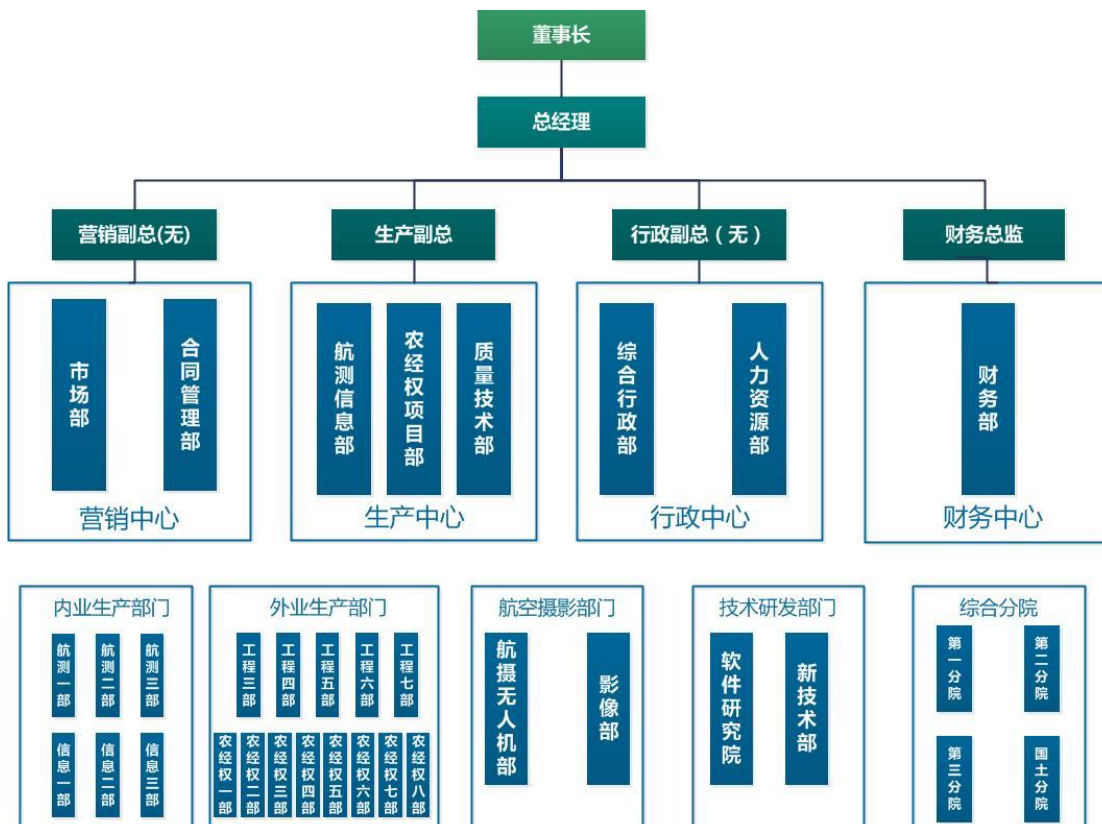 董事长
总经理
营销副总(无)
生产副总
行政副总（无）
财务总监
市场部
合同管理部
营销中心
航测信息部
农经权项目部
质量技术部
生产中心
综合行政部
人力资源部
行政中心
财务部
财务中心
内业生产部门
航测一部
航测二部
航测三部
信息一部
信息二部
信息三部
外业生产部门
工程三部
工程四部
工程五部
工程六部
工程七部
农经权一部
农经权二部
农经权三部
农经权四部
农经权五部
农经权六部
农经权七部
农经权八部
航空摄影部门
航摄无人机部
影像部
技术研发部门
软件研究院
新技术部
综合分院
第一分院
第二分院
第三分院
国土分院